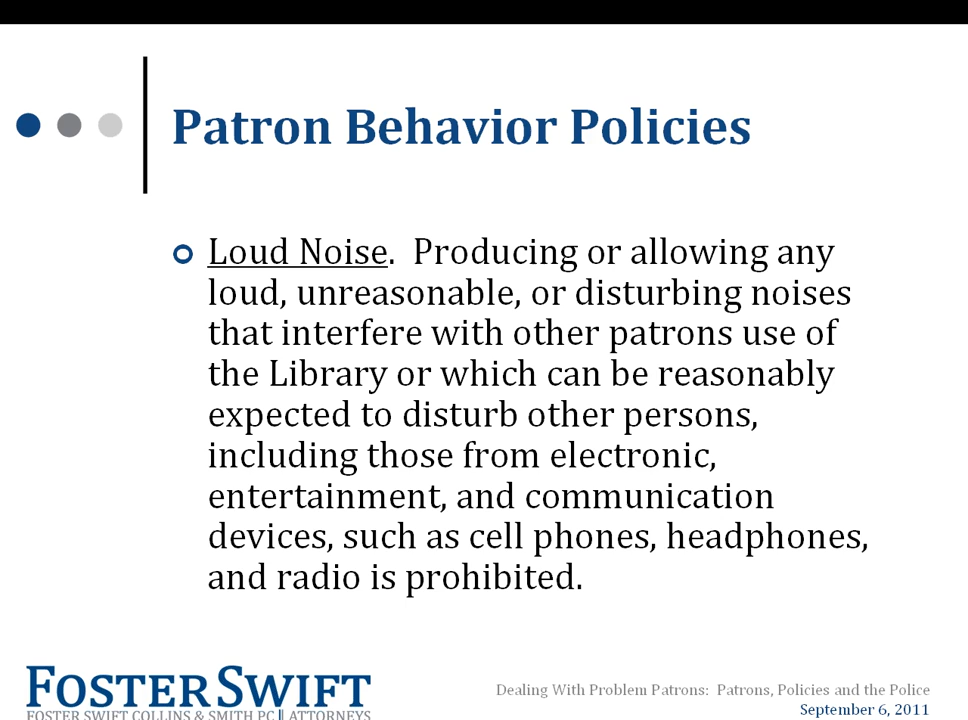 Patron Behavior Policies
Loud Noise.  Producing or allowing any
loud, unreasonable, or disturbing noises
that interfere with other patrons use of
the Library or which can be reasonably
expected to disturb other persons,
including those from electronic,
entertainment, and communication
devices, such as cell phones, headphones,
and radio is prohibited.
FOSTER SWIFT
FOSTER SWIFT COLLINS & SMITH PC || ATTORNEYS
Dealing With Problem Patrons:  Patrons, Policies and the Police
September 6, 2011